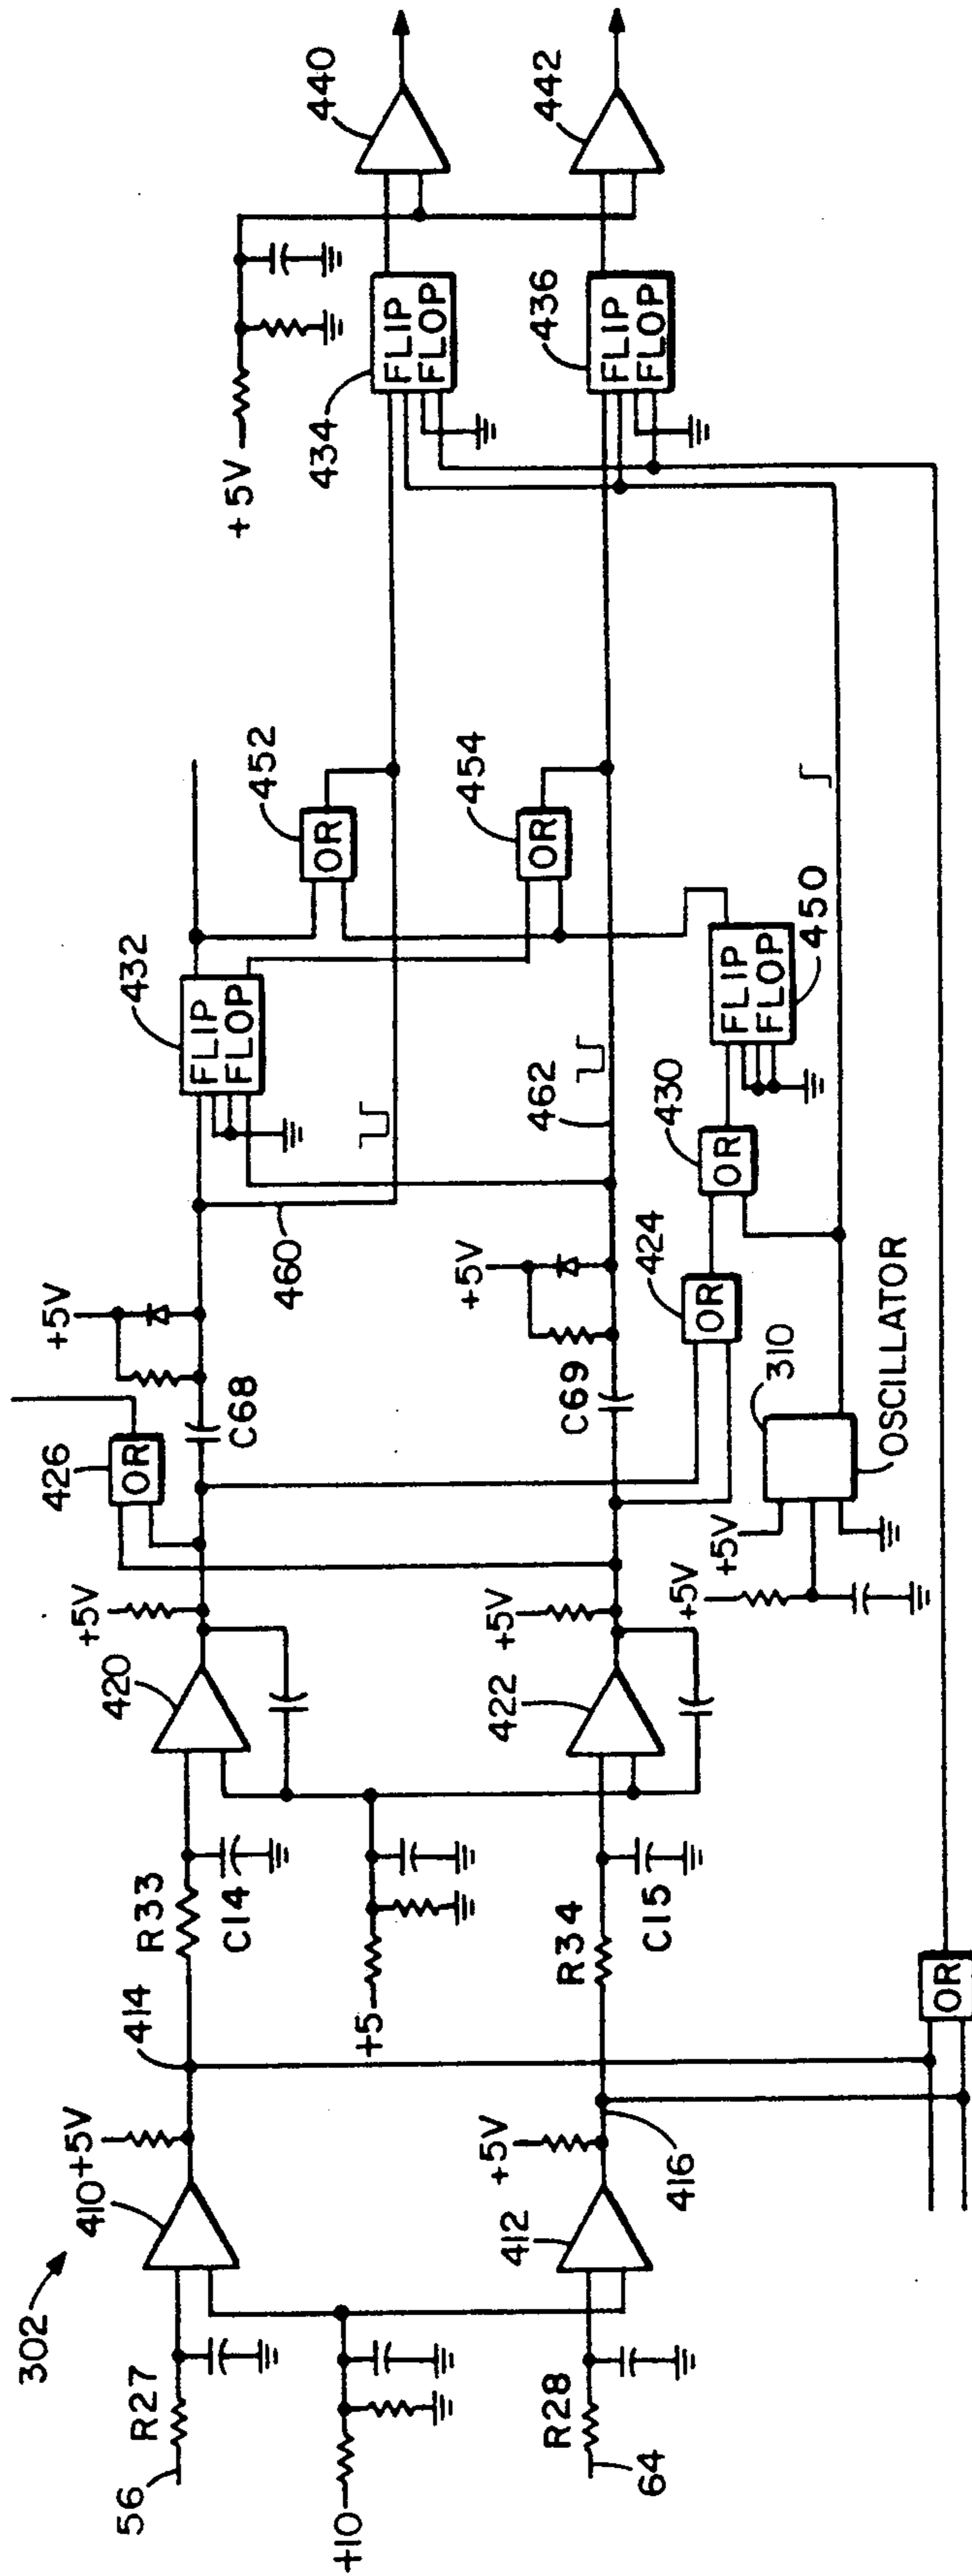 302
426
+5V
432
+5V
440
410
+5V
414
R33
420
+5V
OR
+5V
FLIP
FLOP
452
434
56
R27
C14
C68
460
OR
FLIP
FLOP
+10
+5
454
436
442
412
+5V
422
+5V
+5V
462
OR
FLIP
FLOP
R28
R34
C69
64
416
C15
424
430
FLIP
FLOP
450
+5V
+5V
310
OR
OR
OSCILLATOR
OR